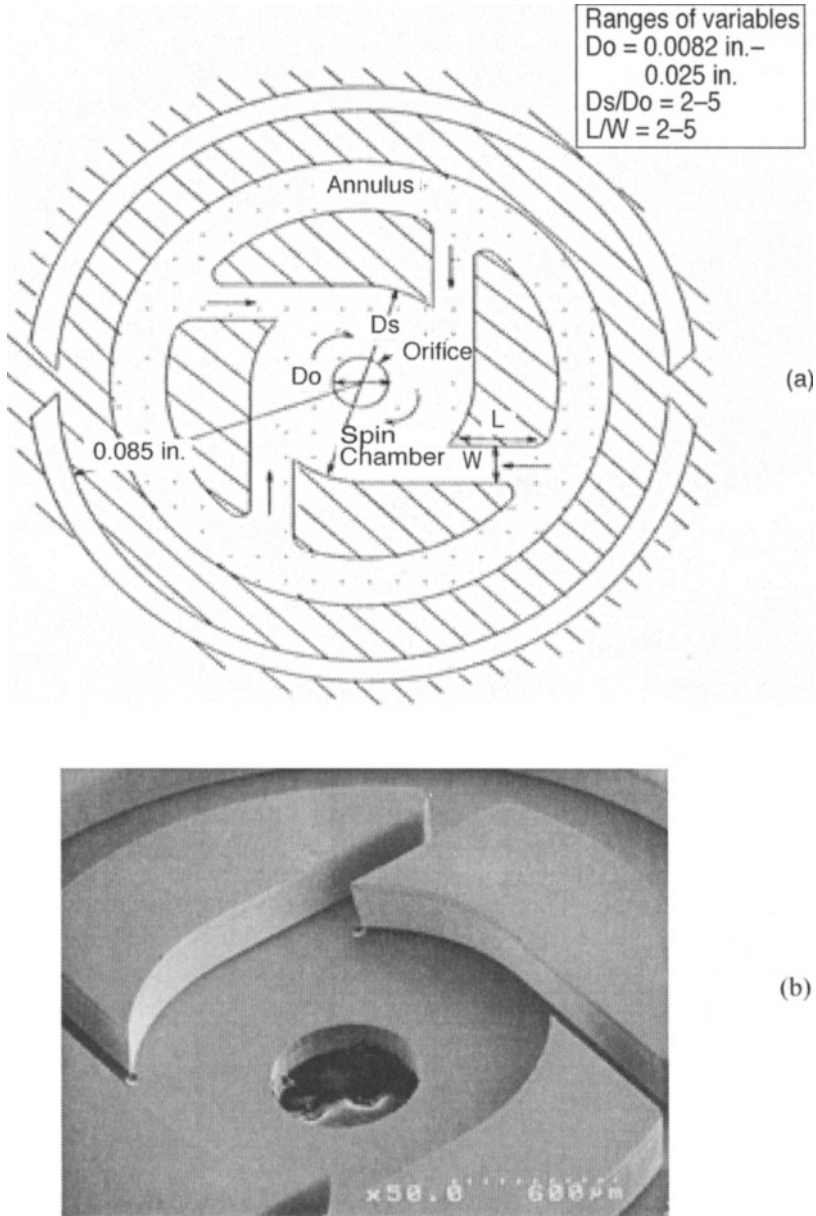 Ranges of variables
Do = 0.0082 in.–
0.025 in.
Ds/Do = 2–5
L/W = 2–5
Annulus
Ds
Orifice
(a)
Do
L
0.085 in.
Spin
Chamber
W
(b)
x50.0 600µm